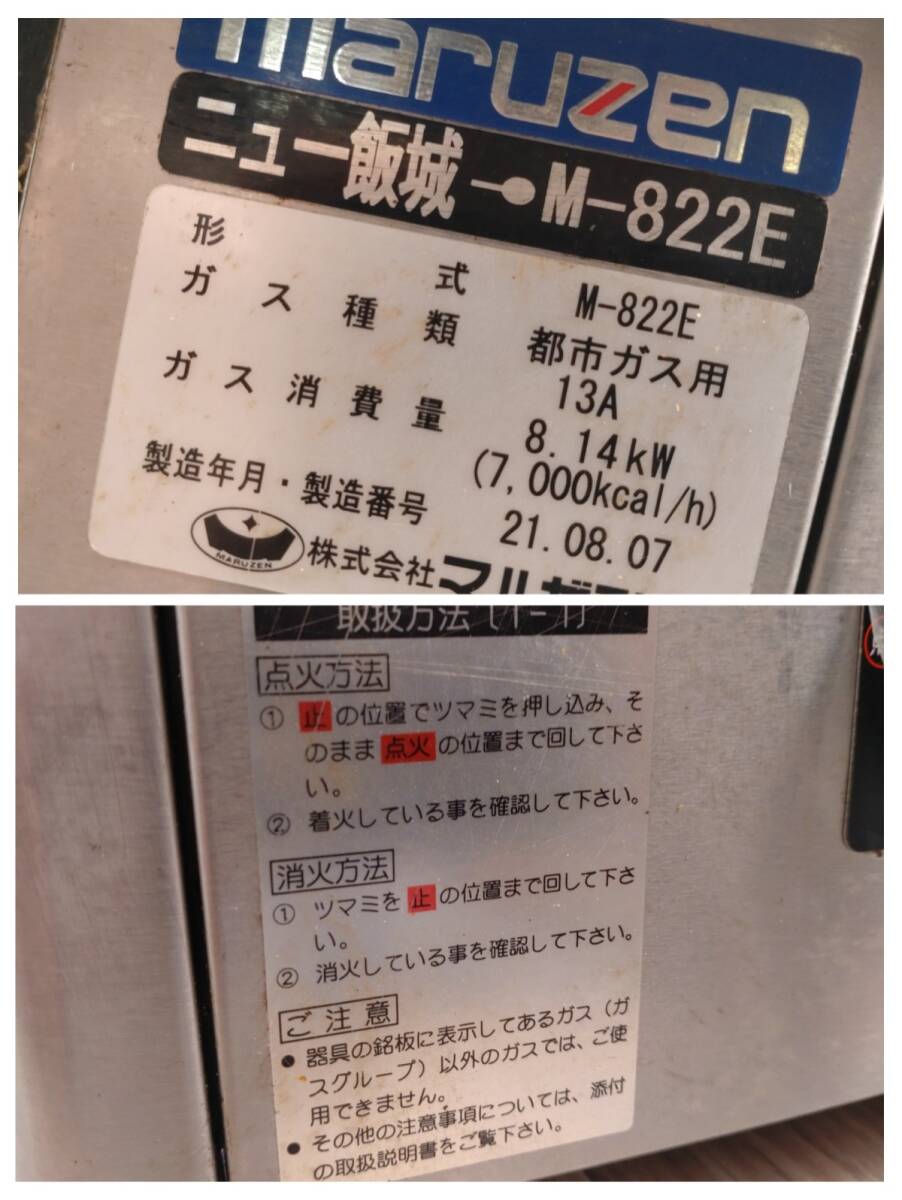 maruzen
ニュー飯城 M-822E
形式 M-822E
ガス種類 都市ガス用
13A
ガス消費量 8.14kW
(7,000kcal/h)
製造年月・製造番号 21.08.07
MARUZEN 株式会社マルゼン
取扱方法〔1-1〕
点火方法
① 止の位置でツマミを押し込み、そ
のまま点火の位置まで回して下さ
い。
② 着火している事を確認して下さい。
消火方法
① ツマミを止の位置まで回して下さ
い。
② 消火している事を確認して下さい。
ご注意
● 器具の銘板に表示してあるガス（ガ
スグループ）以外のガスでは、ご使
用できません。
● その他の注意事項については、添付
の取扱説明書をご覧下さい。